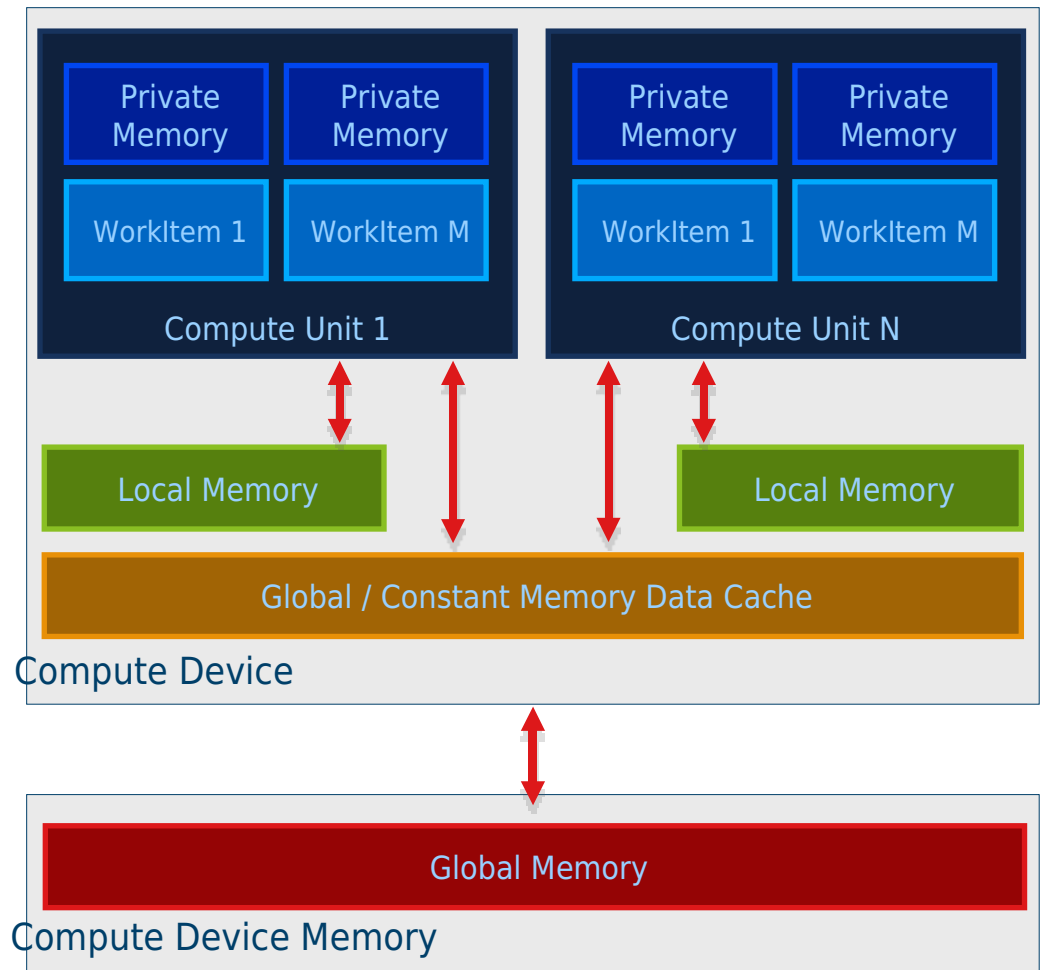 Private
Memory
Private
Memory
Private
Memory
Private
Memory
WorkItem 1
WorkItem M
WorkItem 1
WorkItem M
Compute Unit 1
Compute Unit N
Local Memory
Local Memory
Global / Constant Memory Data Cache
Compute Device
Global Memory
Compute Device Memory